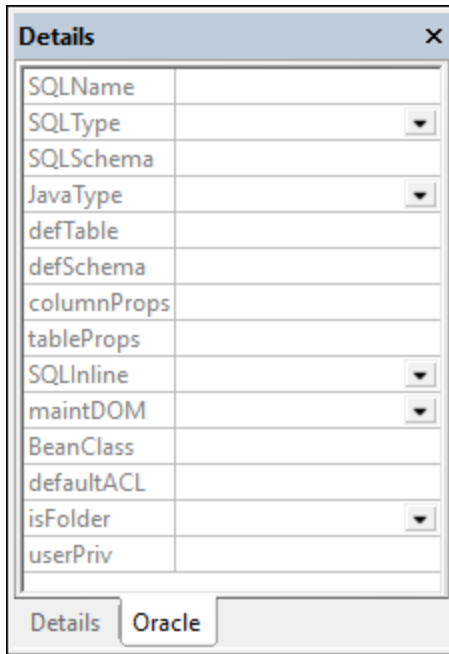 Details
SQLName
SQLType
SQLSchema
JavaType
defTable
defSchema
columnProps
tableProps
SQLInline
maintDOM
BeanClass
defaultACL
isFolder
userPriv
Details Oracle